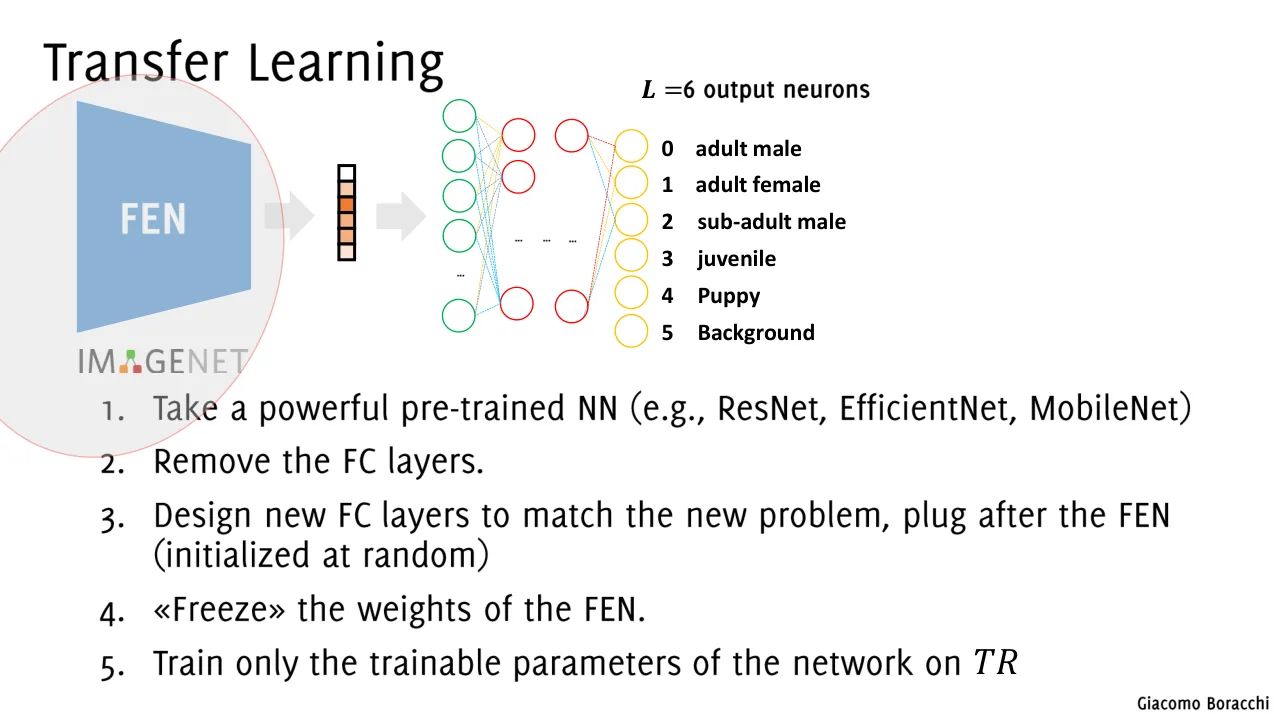 Transfer Learning
L =6 output neurons
0 adult male
1 adult female
2 sub-adult male
3 juvenile
4 Puppy
5 Background
FEN
... ... ...
...
IMAGENET
1. Take a powerful pre-trained NN (e.g., ResNet, EfficientNet, MobileNet)
2. Remove the FC layers.
3. Design new FC layers to match the new problem, plug after the FEN
(initialized at random)
4. «Freeze» the weights of the FEN.
5. Train only the trainable parameters of the network on TR
Giacomo Boracchi